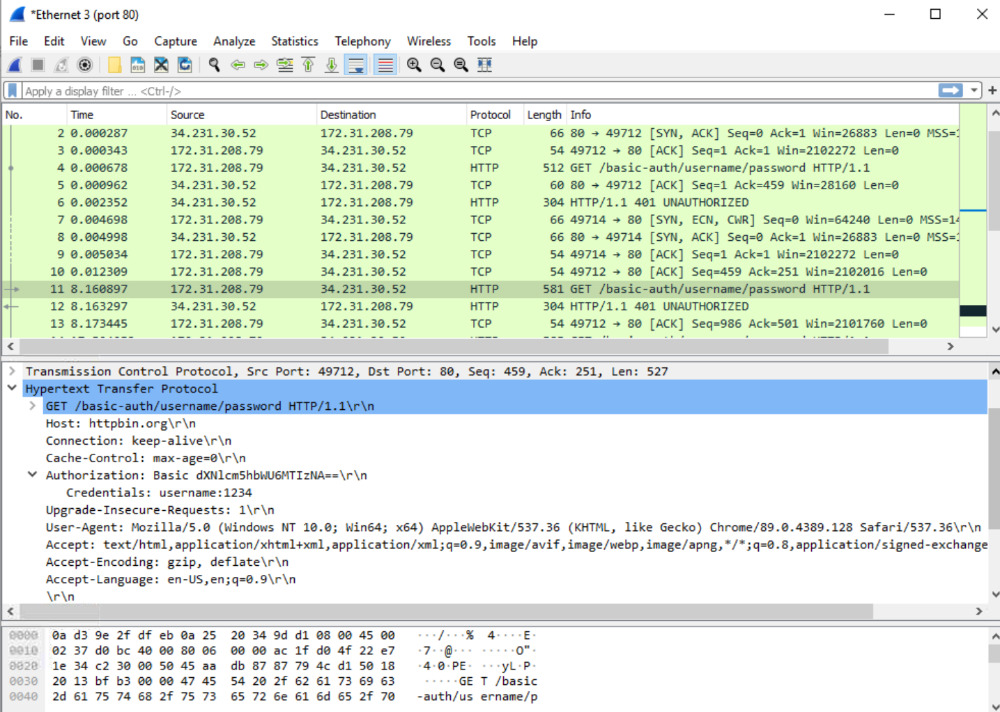 *Ethernet 3 (port 80)
File Edit View Go Capture Analyze Statistics Telephony Wireless Tools Help
Apply a display filter ... <Ctrl-/>
No. Time Source Destination Protocol Length Info
2 0.000287 34.231.30.52 172.31.208.79 TCP 66 80 → 49712 [SYN, ACK] Seq=0 Ack=1 Win=26883 Len=0 MSS=1
3 0.000343 172.31.208.79 34.231.30.52 TCP 54 49712 → 80 [ACK] Seq=1 Ack=1 Win=2102272 Len=0
4 0.000678 172.31.208.79 34.231.30.52 HTTP 512 GET /basic-auth/username/password HTTP/1.1
5 0.000962 34.231.30.52 172.31.208.79 TCP 60 80 → 49712 [ACK] Seq=1 Ack=459 Win=28160 Len=0
6 0.002352 34.231.30.52 172.31.208.79 HTTP 304 HTTP/1.1 401 UNAUTHORIZED
7 0.004698 172.31.208.79 34.231.30.52 TCP 66 49714 → 80 [SYN, ECN, CWR] Seq=0 Win=64240 Len=0 MSS=14
8 0.004998 34.231.30.52 172.31.208.79 TCP 66 80 → 49714 [SYN, ACK] Seq=0 Ack=1 Win=26883 Len=0 MSS=1
9 0.005034 172.31.208.79 34.231.30.52 TCP 54 49714 → 80 [ACK] Seq=1 Ack=1 Win=2102272 Len=0
10 0.012309 172.31.208.79 34.231.30.52 TCP 54 49712 → 80 [ACK] Seq=459 Ack=251 Win=2102016 Len=0
11 8.160897 172.31.208.79 34.231.30.52 HTTP 581 GET /basic-auth/username/password HTTP/1.1
12 8.163297 34.231.30.52 172.31.208.79 HTTP 304 HTTP/1.1 401 UNAUTHORIZED
13 8.173445 172.31.208.79 34.231.30.52 TCP 54 49712 → 80 [ACK] Seq=986 Ack=501 Win=2101760 Len=0
Transmission Control Protocol, Src Port: 49712, Dst Port: 80, Seq: 459, Ack: 251, Len: 527
Hypertext Transfer Protocol
GET /basic-auth/username/password HTTP/1.1\r\n
Host: httpbin.org\r\n
Connection: keep-alive\r\n
Cache-Control: max-age=0\r\n
Authorization: Basic dXNlcm5hbWU6MTIzNA==\r\n
Credentials: username:1234
Upgrade-Insecure-Requests: 1\r\n
User-Agent: Mozilla/5.0 (Windows NT 10.0; Win64; x64) AppleWebKit/537.36 (KHTML, like Gecko) Chrome/89.0.4389.128 Safari/537.36\r\n
Accept: text/html,application/xhtml+xml,application/xml;q=0.9,image/avif,image/webp,image/apng,*/*;q=0.8,application/signed-exchange
Accept-Encoding: gzip, deflate\r\n
Accept-Language: en-US,en;q=0.9\r\n
\r\n
0000 0a d3 9e 2f df eb 0a 25 20 34 9d d1 08 00 45 00 ···/···% 4····E·
0010 02 37 d0 bc 40 00 80 06 00 00 ac 1f d0 4f 22 e7 ·7··@··· ·····O"·
0020 1e 34 c2 30 00 50 45 aa db 87 87 79 4c d1 50 18 ·4·0·PE· ···yL·P·
0030 20 13 bf b3 00 00 47 45 54 20 2f 62 61 73 69 63 ·····GE T /basic
0040 2d 61 75 74 68 2f 75 73 65 72 6e 61 6d 65 2f 70 -auth/us ername/p